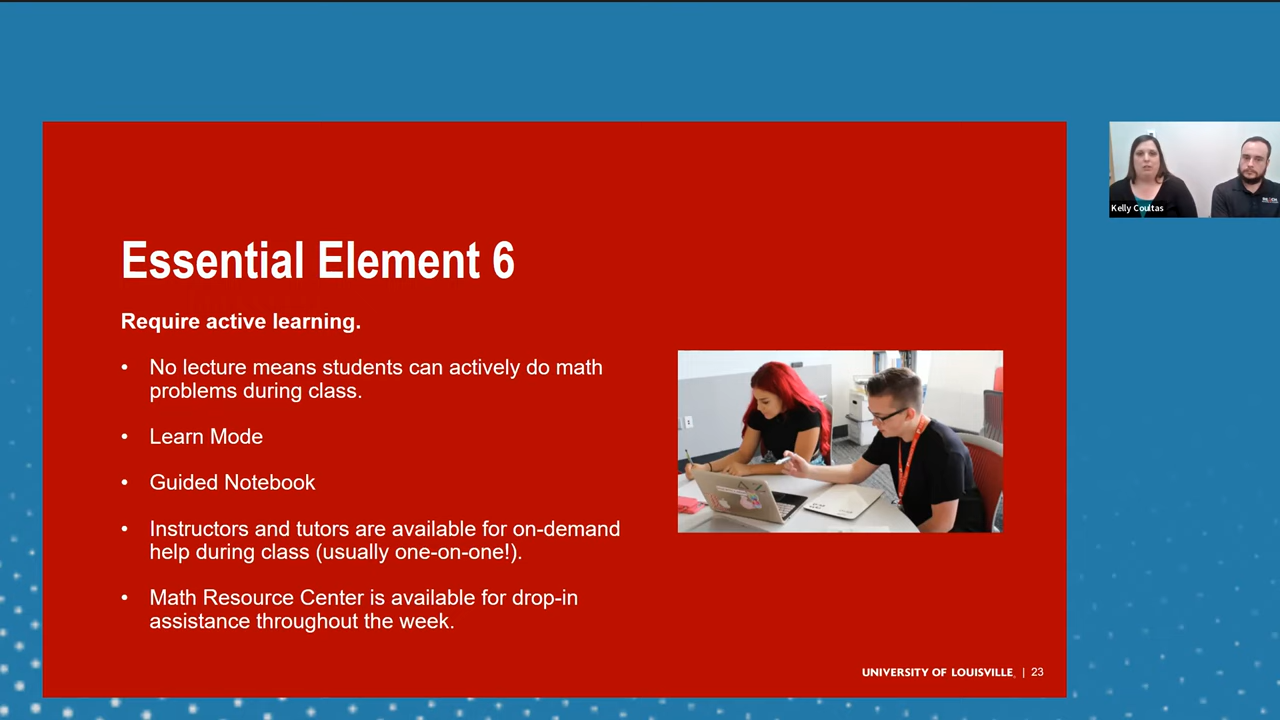 Essential Element 6
Require active learning.
• No lecture means students can actively do math
problems during class.
• Learn Mode
• Guided Notebook
• Instructors and tutors are available for on-demand
help during class (usually one-on-one!).
• Math Resource Center is available for drop-in
assistance throughout the week.
UNIVERSITY OF LOUISVILLE. | 23
Kelly Coultas